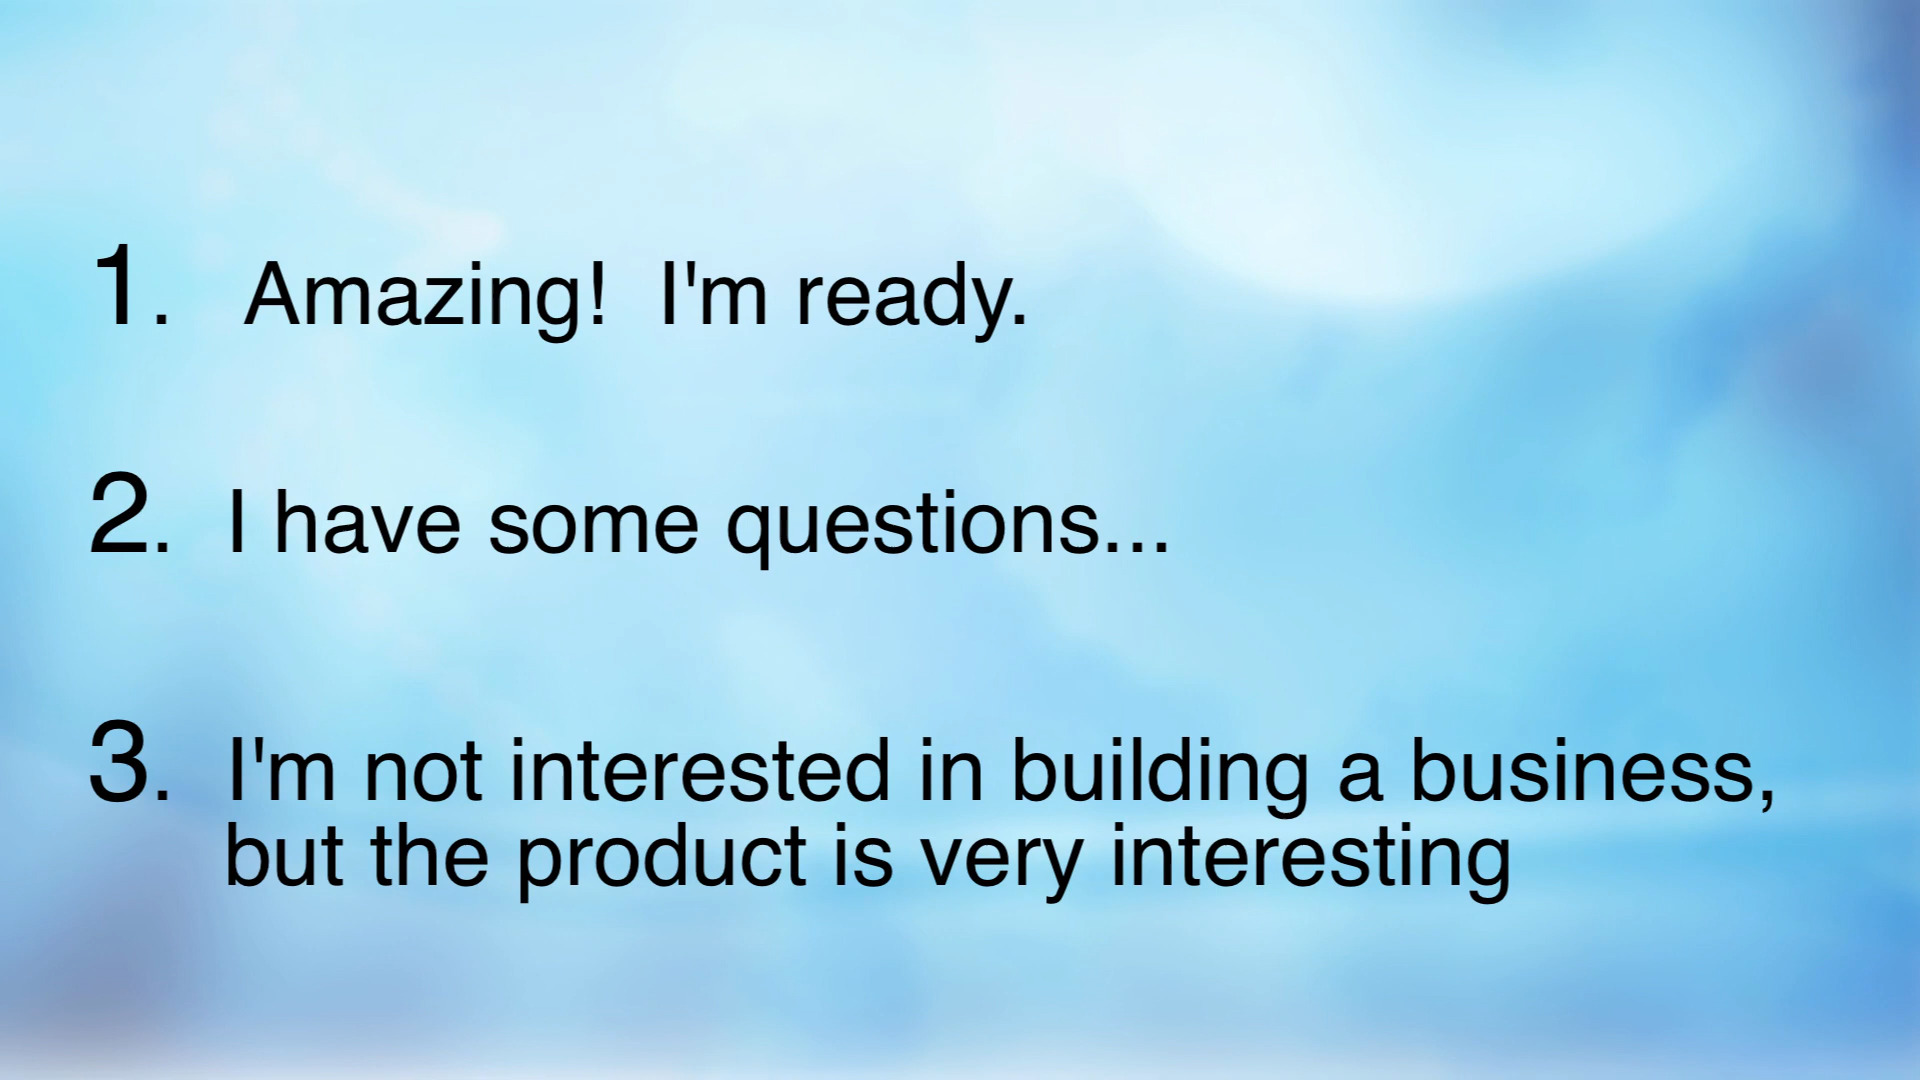 1. Amazing! I'm ready.
2. I have some questions...
3. I'm not interested in building a business,
but the product is very interesting